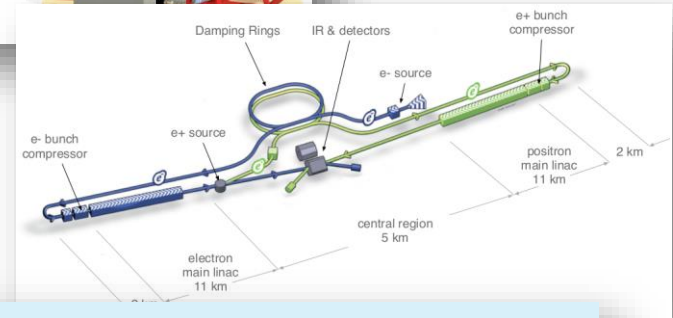 Damping Rings
IR & detectors
e+ bunch
compressor
e- source
e+ source
e- bunch
compressor
positron
main linac
11 km
2 km
central region
5 km
electron
main linac
11 km